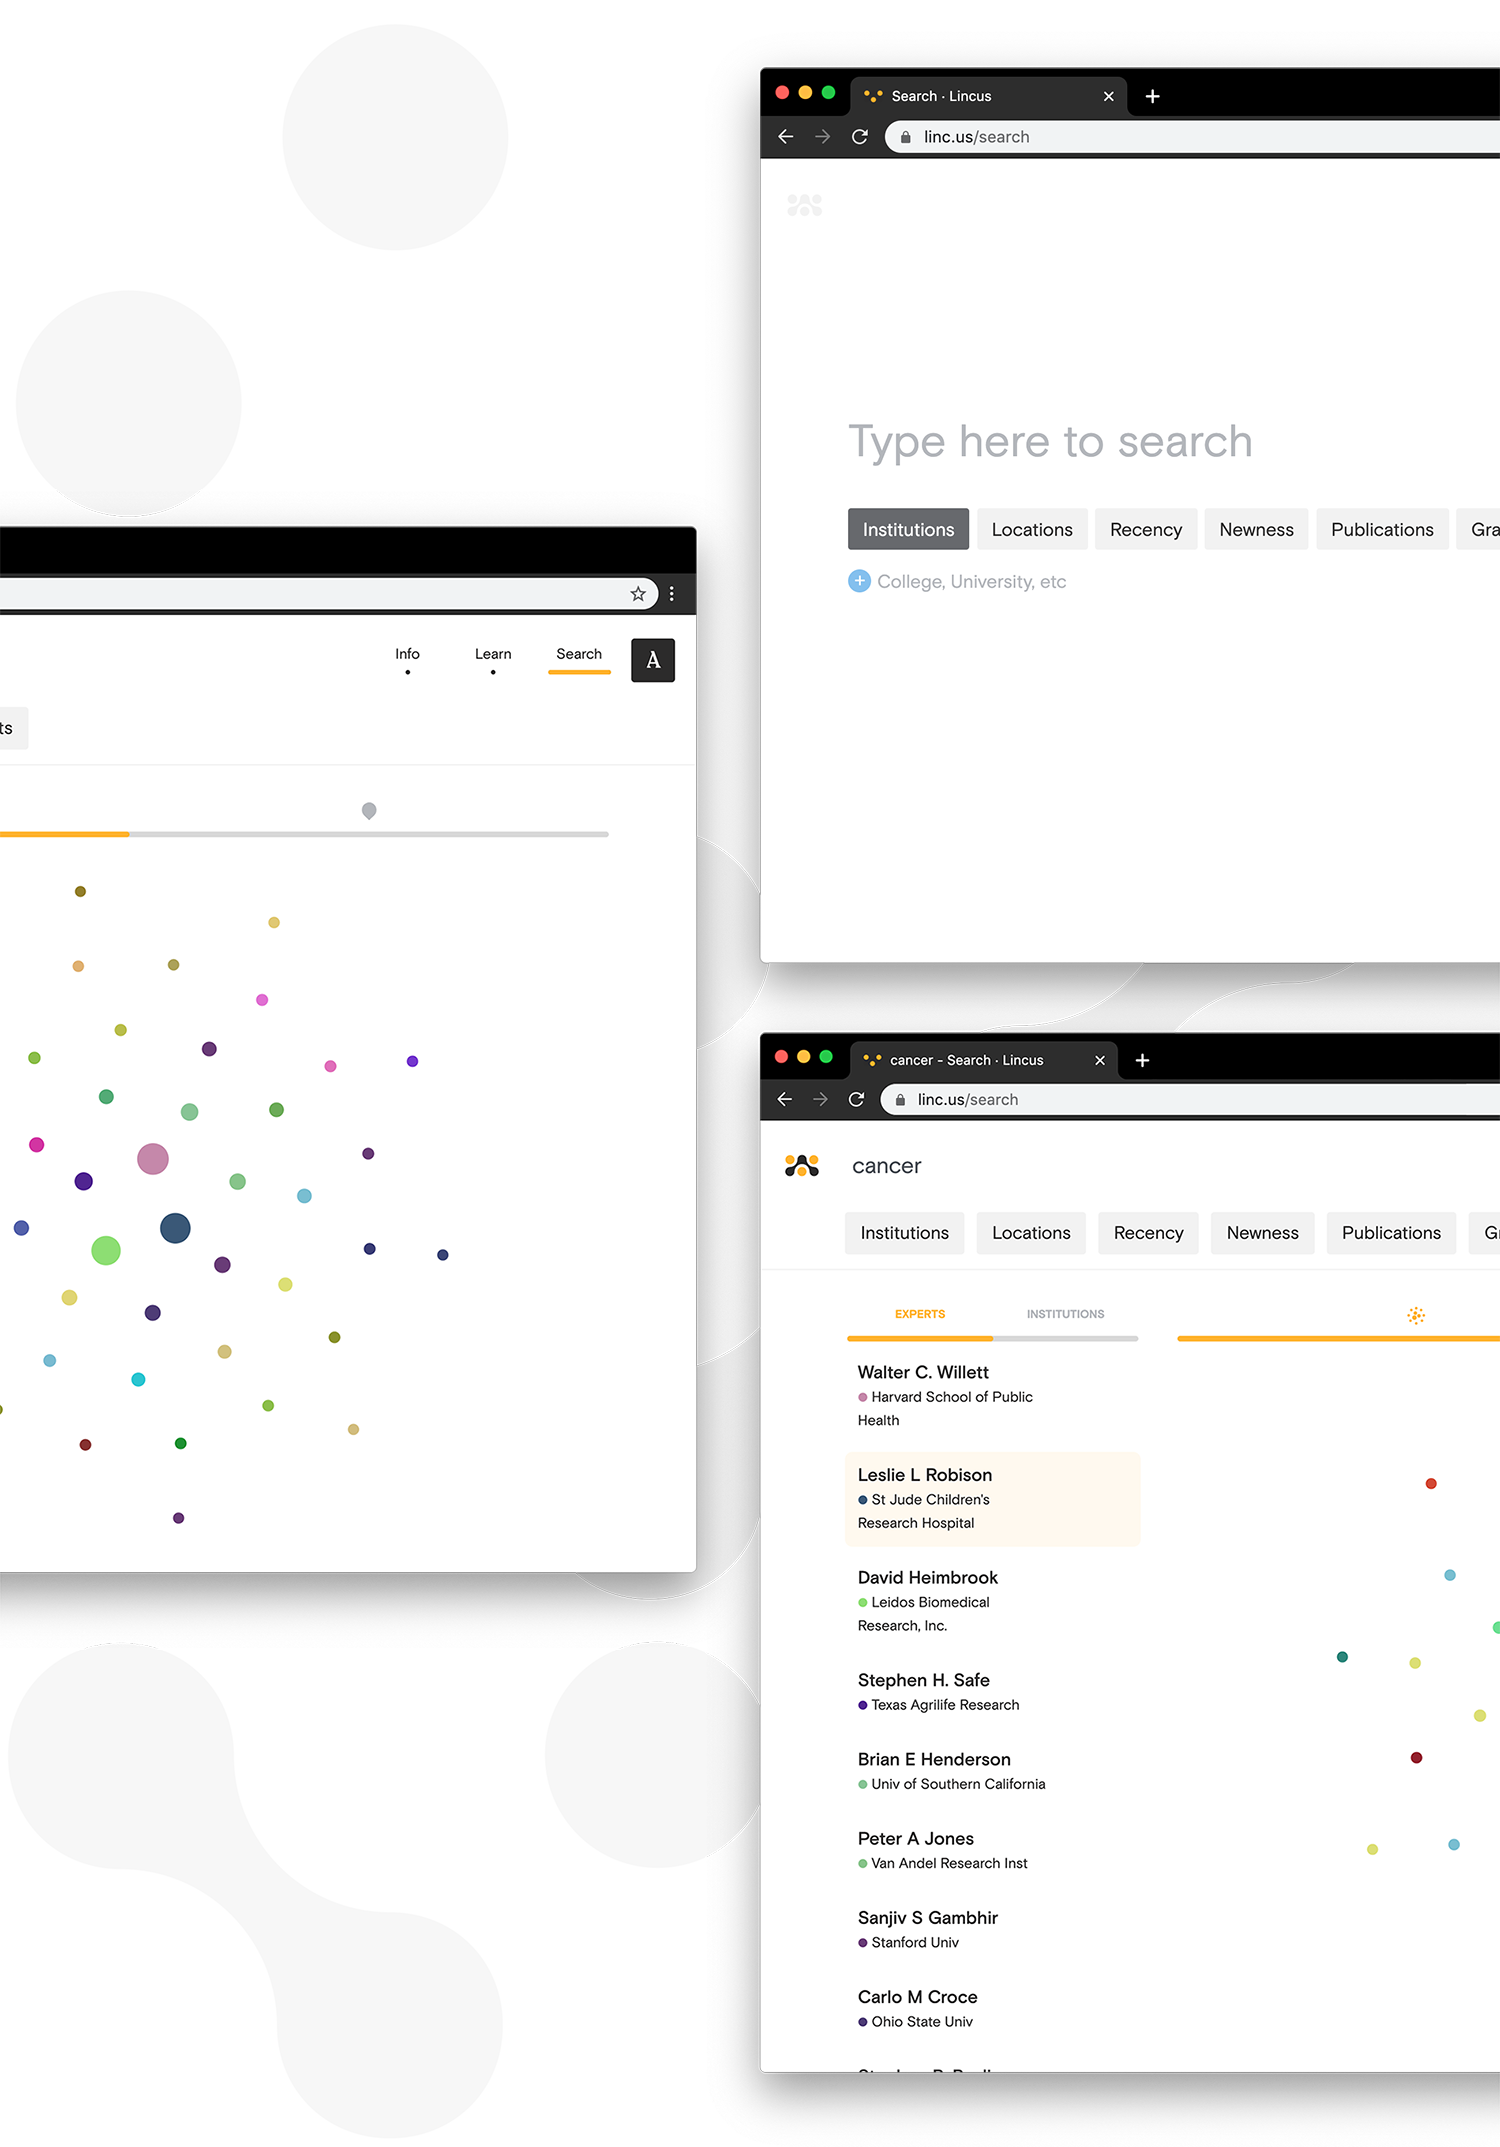 Search · Lincus
linc.us/search
Type here to search
Institutions Locations Recency Newness Publications Gra
College, University, etc
Info Learn Search A
ts
cancer - Search · Lincus
linc.us/search
cancer
Institutions Locations Recency Newness Publications G
EXPERTS INSTITUTIONS
Walter C. Willett
Harvard School of Public
Health
Leslie L Robison
St Jude Children's
Research Hospital
David Heimbrook
Leidos Biomedical
Research, Inc.
Stephen H. Safe
Texas Agrilife Research
Brian E Henderson
Univ of Southern California
Peter A Jones
Van Andel Research Inst
Sanjiv S Gambhir
Stanford Univ
Carlo M Croce
Ohio State Univ